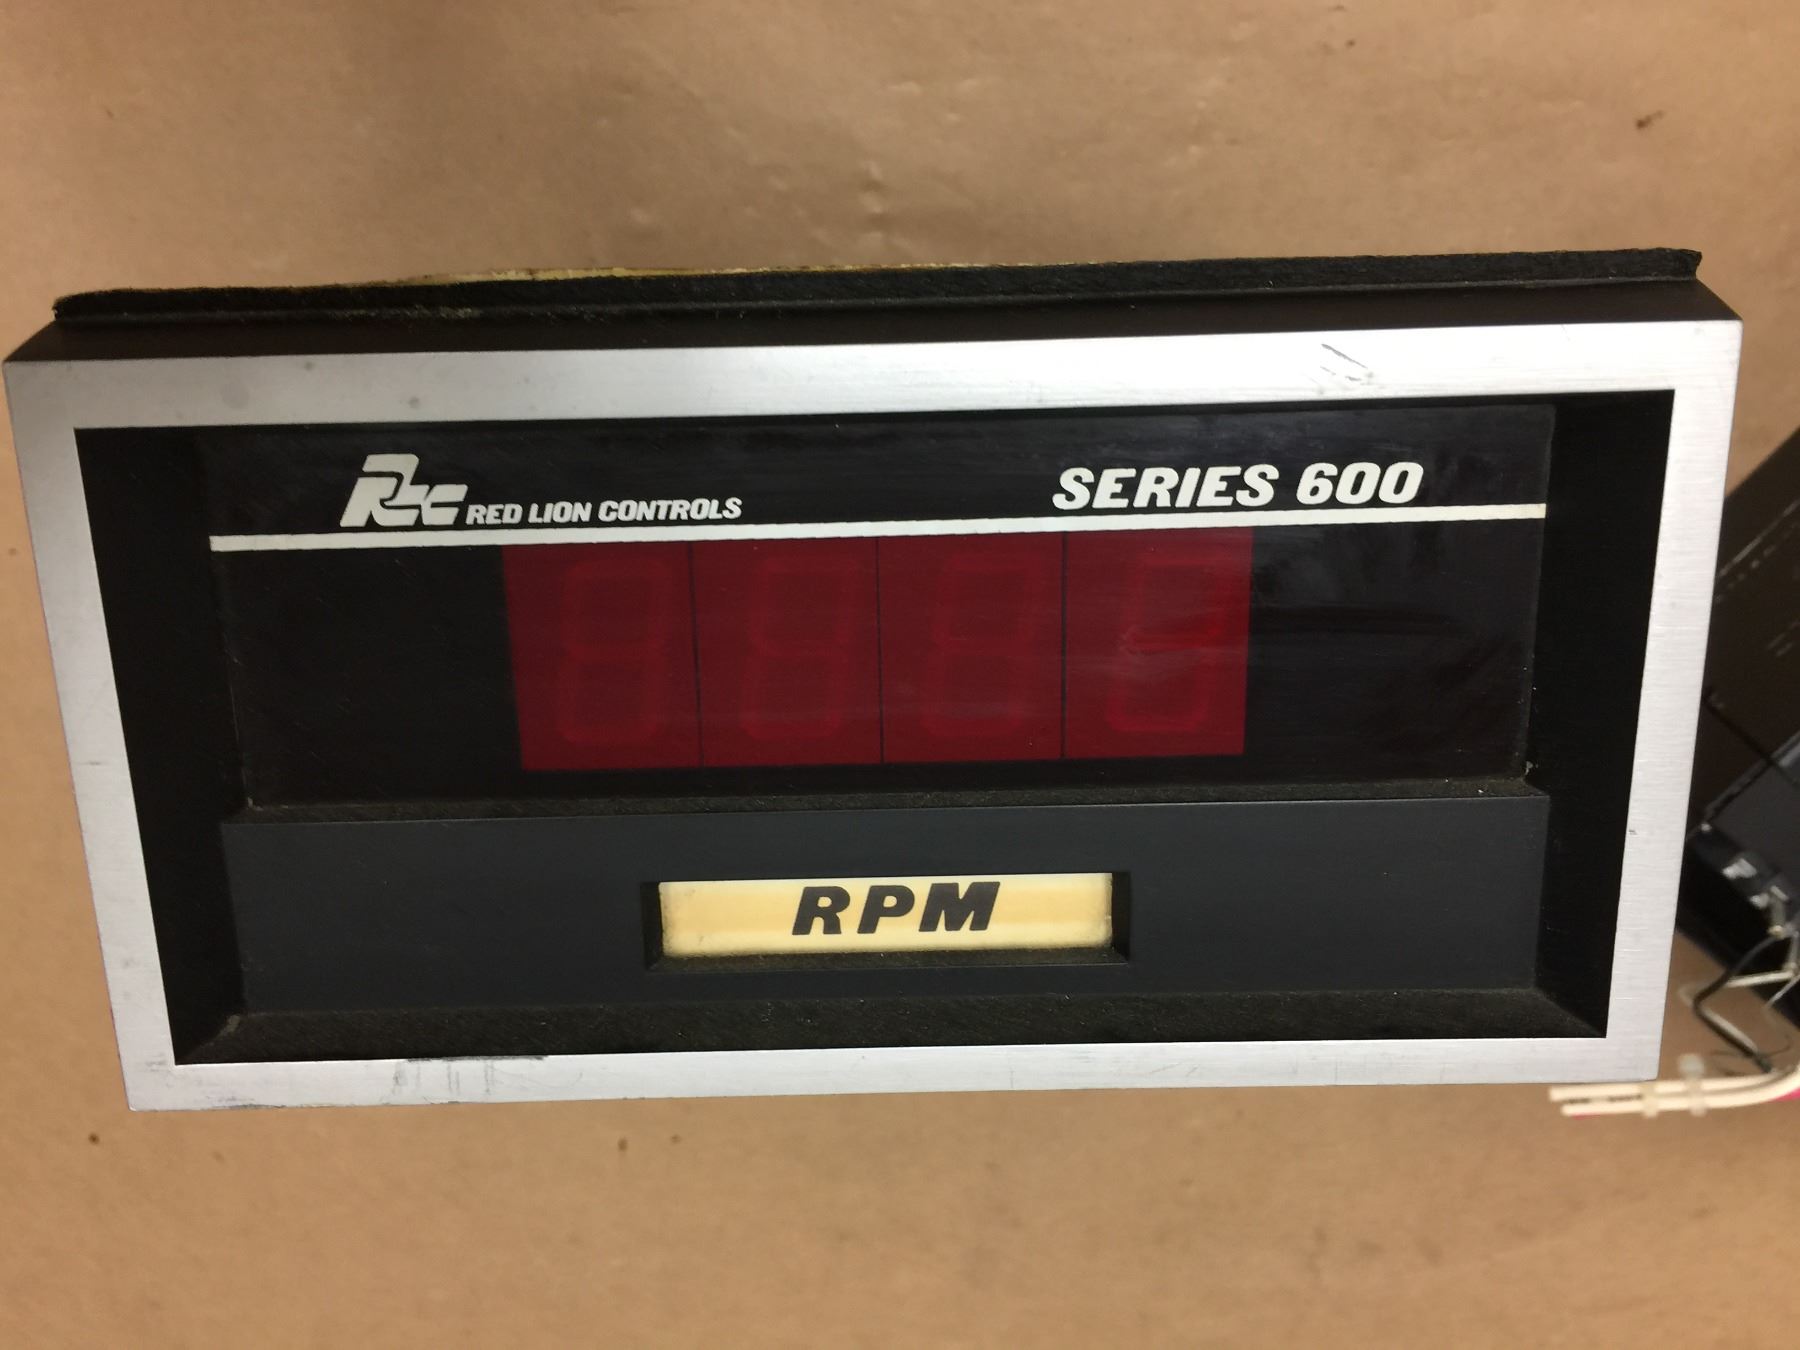 RLC RED LION CONTROLS
SERIES 600
RPM